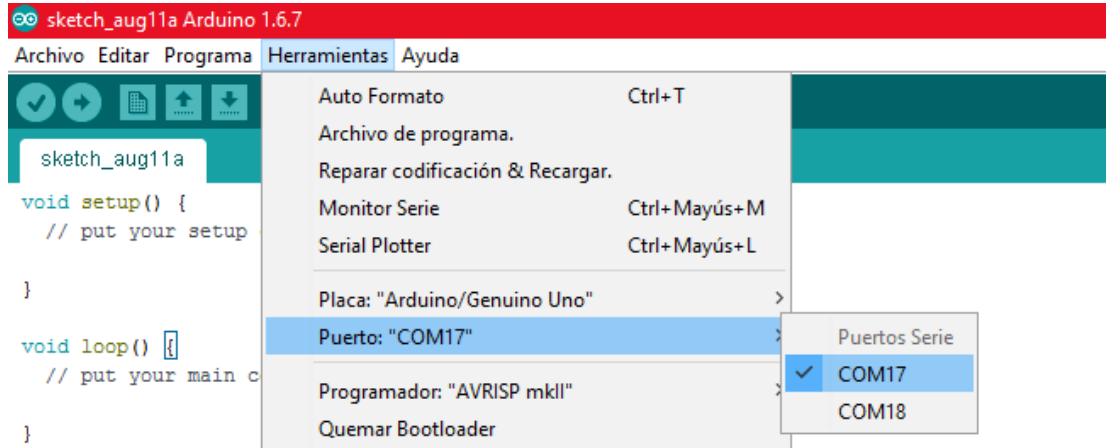 sketch_aug11a Arduino 1.6.7
Archivo Editar Programa Herramientas Ayuda
Auto Formato Ctrl+T
Archivo de programa.
sketch_aug11a
Reparar codificación & Recargar.
void setup() {
Monitor Serie Ctrl+Mayús+M
// put your setup
Serial Plotter Ctrl+Mayús+L
}
Placa: "Arduino/Genuino Uno"
Puerto: "COM17"
Puertos Serie
void loop() {
COM17
// put your main
Programador: "AVRISP mkII"
COM18
Quemar Bootloader
}